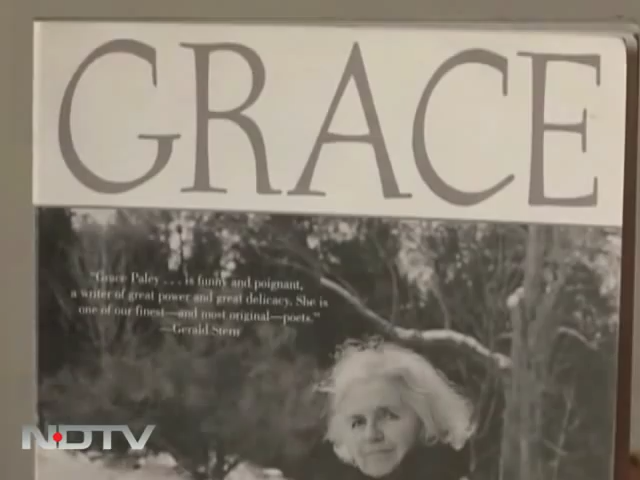 GRACE
"Grace Paley . . . is funny and poignant,
a writer of great power and great delicacy. She is
one of our finest—and most original—poets."
—Gerald Stern
NDTV